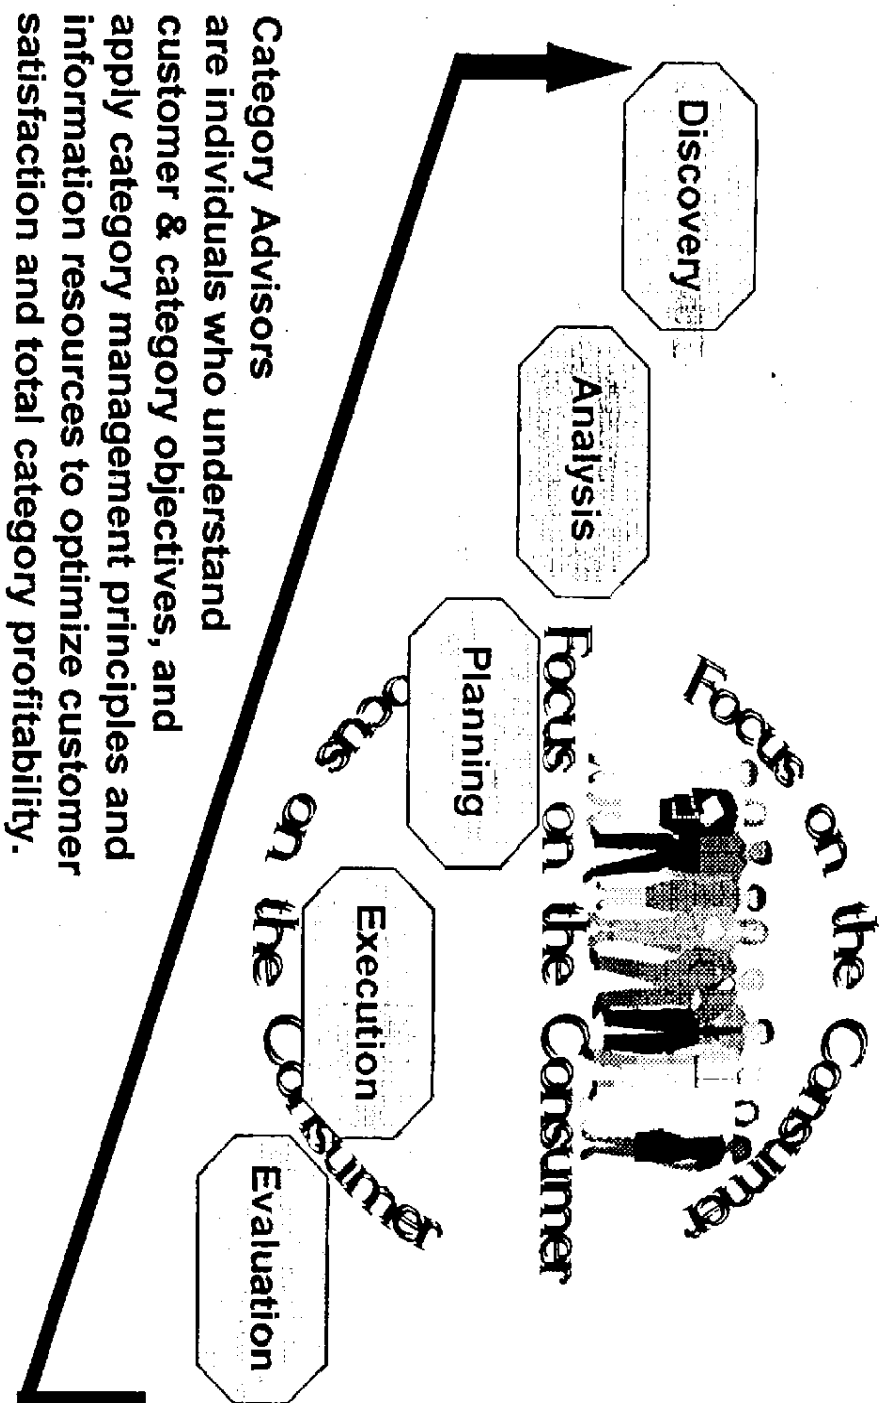 Discovery
Analysis
Focus on the Consumer
Planning
Focus on the Consumer
Execution
ocus on the Consumer
Evaluation
Category Advisors
are individuals who understand
customer & category objectives, and
apply category management principles and
information resources to optimize customer
satisfaction and total category profitability.